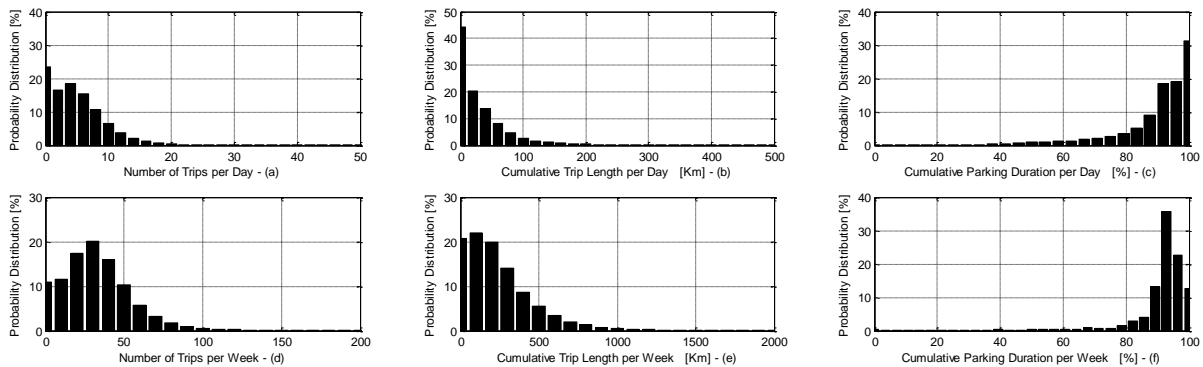 Probability Distribution [%]
40
30
20
10
0
0 10 20 30 40 50
Number of Trips per Day - (a)
Probability Distribution [%]
50
40
30
20
10
0
0 100 200 300 400 500
Cumulative Trip Length per Day [Km] - (b)
Probability Distribution [%]
40
30
20
10
0
0 20 40 60 80 100
Cumulative Parking Duration per Day [%] - (c)
Probability Distribution [%]
30
20
10
0
0 50 100 150 200
Number of Trips per Week - (d)
Probability Distribution [%]
30
20
10
0
0 500 1000 1500 2000
Cumulative Trip Length per Week [Km] - (e)
Probability Distribution [%]
40
30
20
10
0
0 20 40 60 80 100
Cumulative Parking Duration per Week [%] - (f)